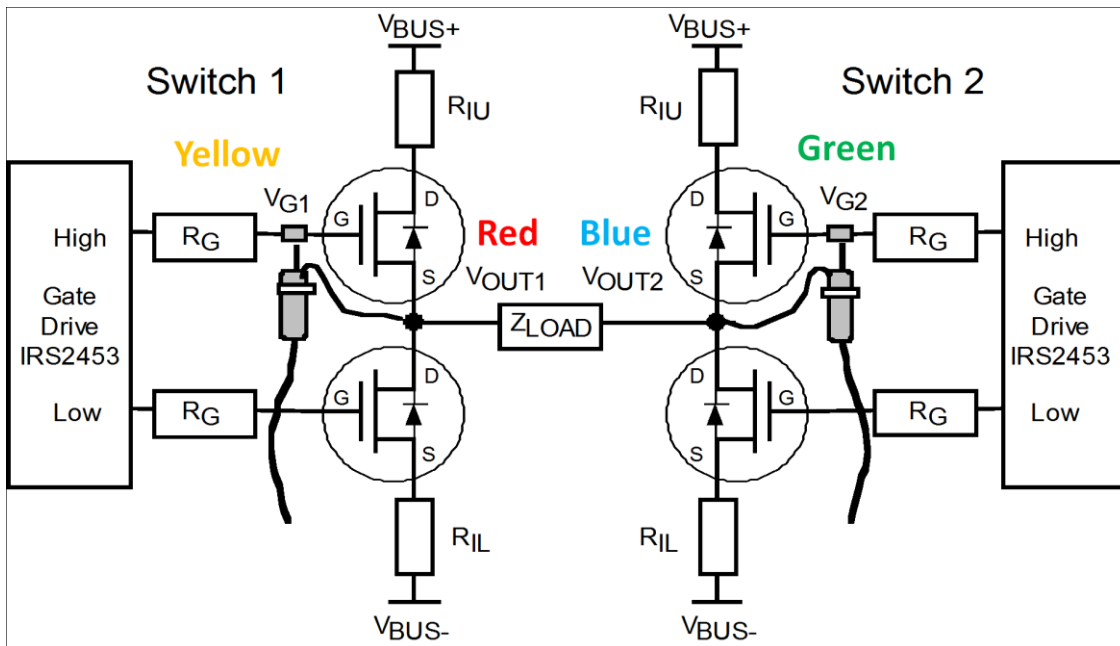 VBUS+
VBUS+
Switch 1
Switch 2
RIU
RIU
Yellow
Green
VG1
VG2
D
D
High
RG
G
Red
Blue
G
RG
High
S
S
VOUT1
VOUT2
Gate
Drive
IRS2453
ZLOAD
Gate
Drive
IRS2453
D
D
Low
RG
G
G
RG
Low
S
S
RIL
RIL
VBUS-
VBUS-